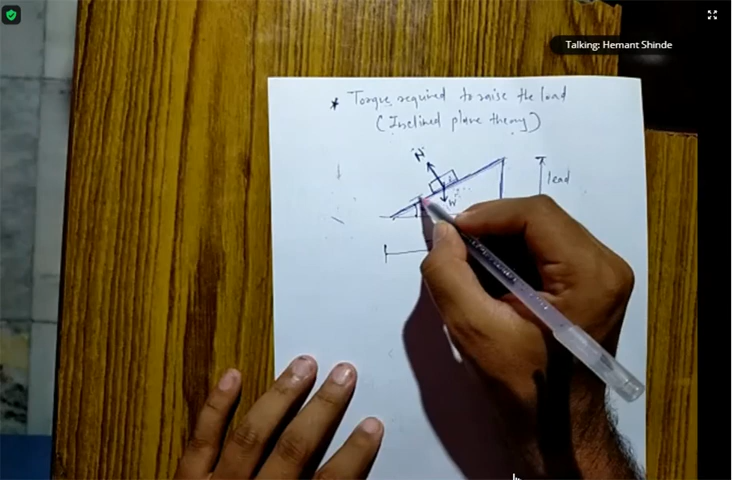 Talking: Hemant Shinde
* Torque required to raise the load
(Inclined plane theory)
N
lead
W